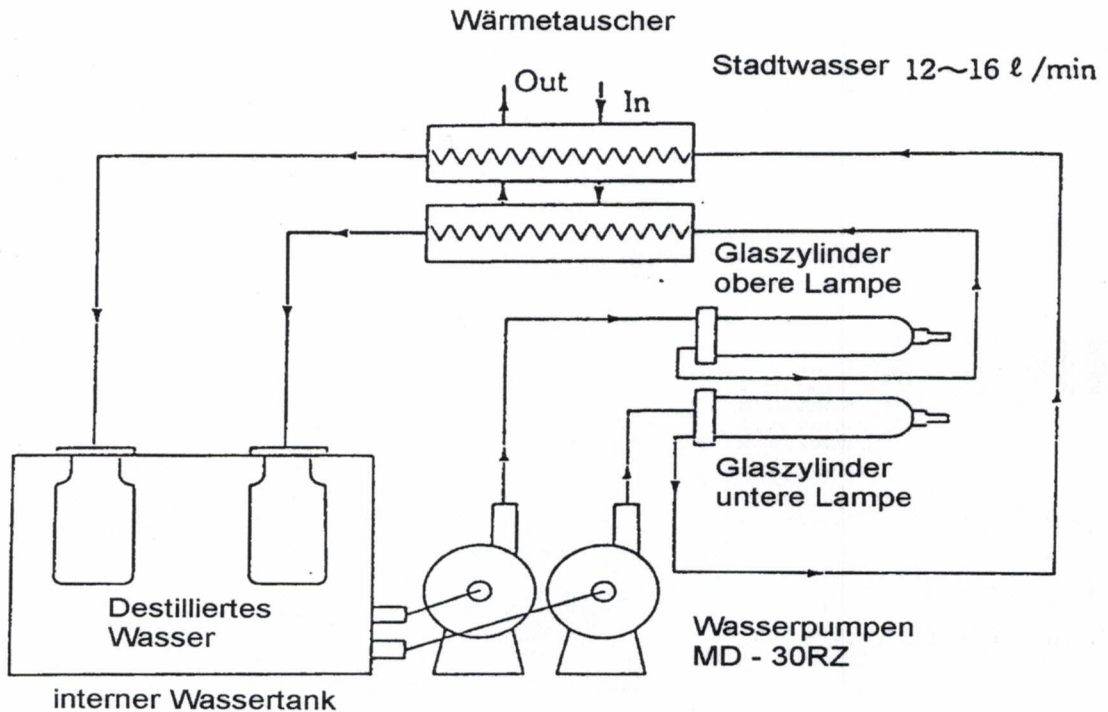 Wärmetauscher
Stadtwasser 12～16 ℓ/min
Out
In
Glaszylinder
obere Lampe
Glaszylinder
untere Lampe
Destilliertes
Wasser
Wasserpumpen
MD - 30RZ
interner Wassertank